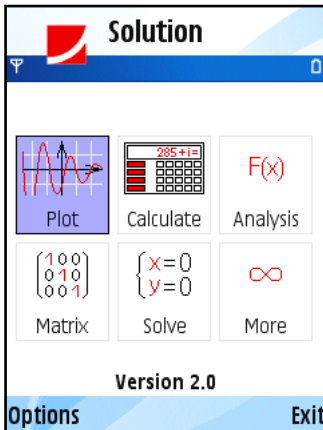 Solution
285+i=
F(x)
Plot Calculate Analysis
(1 0 0
0 1 0
0 0 1)
{x=0
y=0
∞
Matrix Solve More
Version 2.0
Options Exit